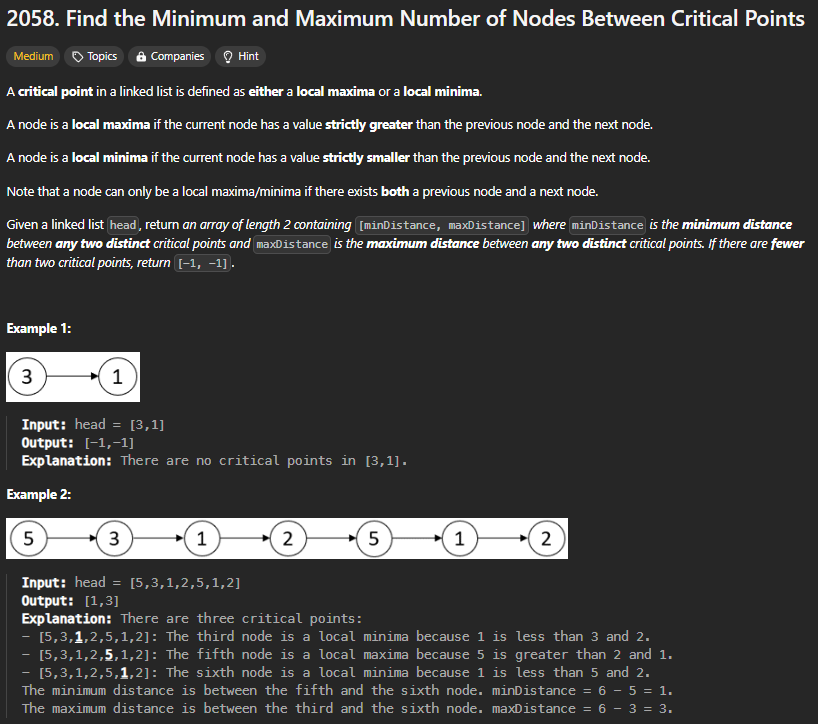 2058. Find the Minimum and Maximum Number of Nodes Between Critical Points
Medium Topics Companies Hint
A critical point in a linked list is defined as either a local maxima or a local minima.
A node is a local maxima if the current node has a value strictly greater than the previous node and the next node.
A node is a local minima if the current node has a value strictly smaller than the previous node and the next node.
Note that a node can only be a local maxima/minima if there exists both a previous node and a next node.
Given a linked list head, return an array of length 2 containing [minDistance, maxDistance] where minDistance is the minimum distance
between any two distinct critical points and maxDistance is the maximum distance between any two distinct critical points. If there are fewer
than two critical points, return [-1, -1].
Example 1:
3 1
Input: head = [3,1]
Output: [-1,-1]
Explanation: There are no critical points in [3,1].
Example 2:
5 3 1 2 5 1 2
Input: head = [5,3,1,2,5,1,2]
Output: [1,3]
Explanation: There are three critical points:
- [5,3,1,2,5,1,2]: The third node is a local minima because 1 is less than 3 and 2.
- [5,3,1,2,5,1,2]: The fifth node is a local maxima because 5 is greater than 2 and 1.
- [5,3,1,2,5,1,2]: The sixth node is a local minima because 1 is less than 5 and 2.
The minimum distance is between the fifth and the sixth node. minDistance = 6 - 5 = 1.
The maximum distance is between the third and the sixth node. maxDistance = 6 - 3 = 3.